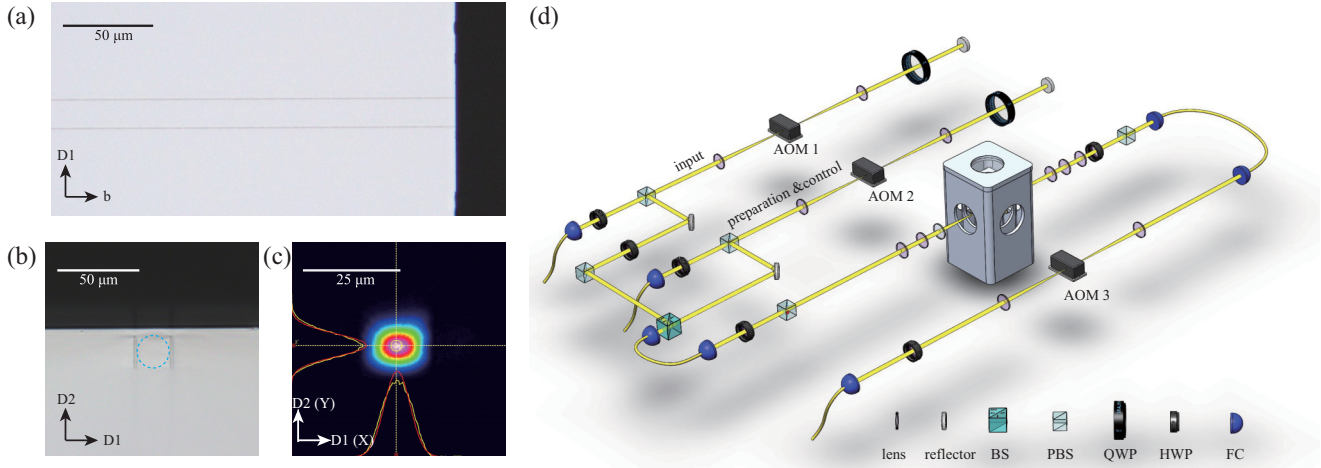 (a)
50 μm
D1
b
(b)
50 μm
D2
D1
(c)
25 μm
D2 (Y)
D1 (X)
(d)
input
AOM 1
preparation &control
AOM 2
AOM 3
lens
reflector
BS
PBS
QWP
HWP
FC